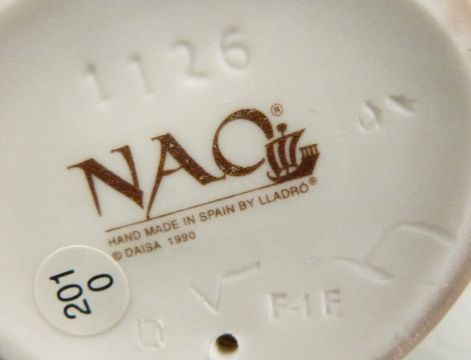 1126
NAO®
HAND MADE IN SPAIN BY LLADRÓ®
© DAISA 1990
201
0
F-1E